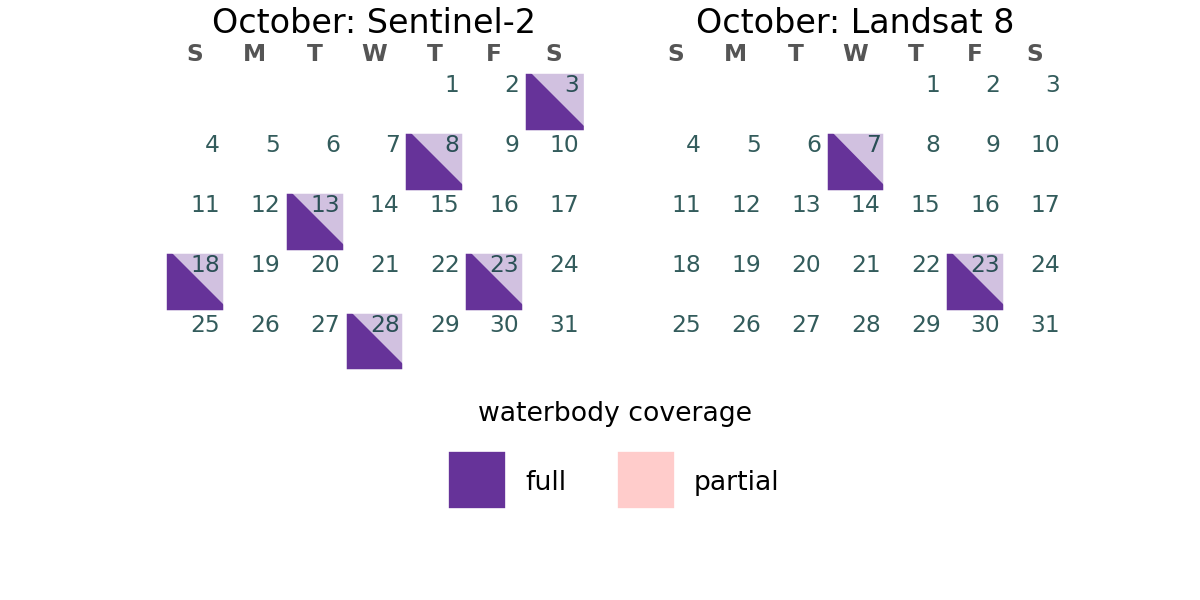 October: Sentinel-2
S M T W T F S
1 2 3
4 5 6 7 8 9 10
11 12 13 14 15 16 17
18 19 20 21 22 23 24
25 26 27 28 29 30 31
October: Landsat 8
S M T W T F S
1 2 3
4 5 6 7 8 9 10
11 12 13 14 15 16 17
18 19 20 21 22 23 24
25 26 27 28 29 30 31
waterbody coverage
full partial